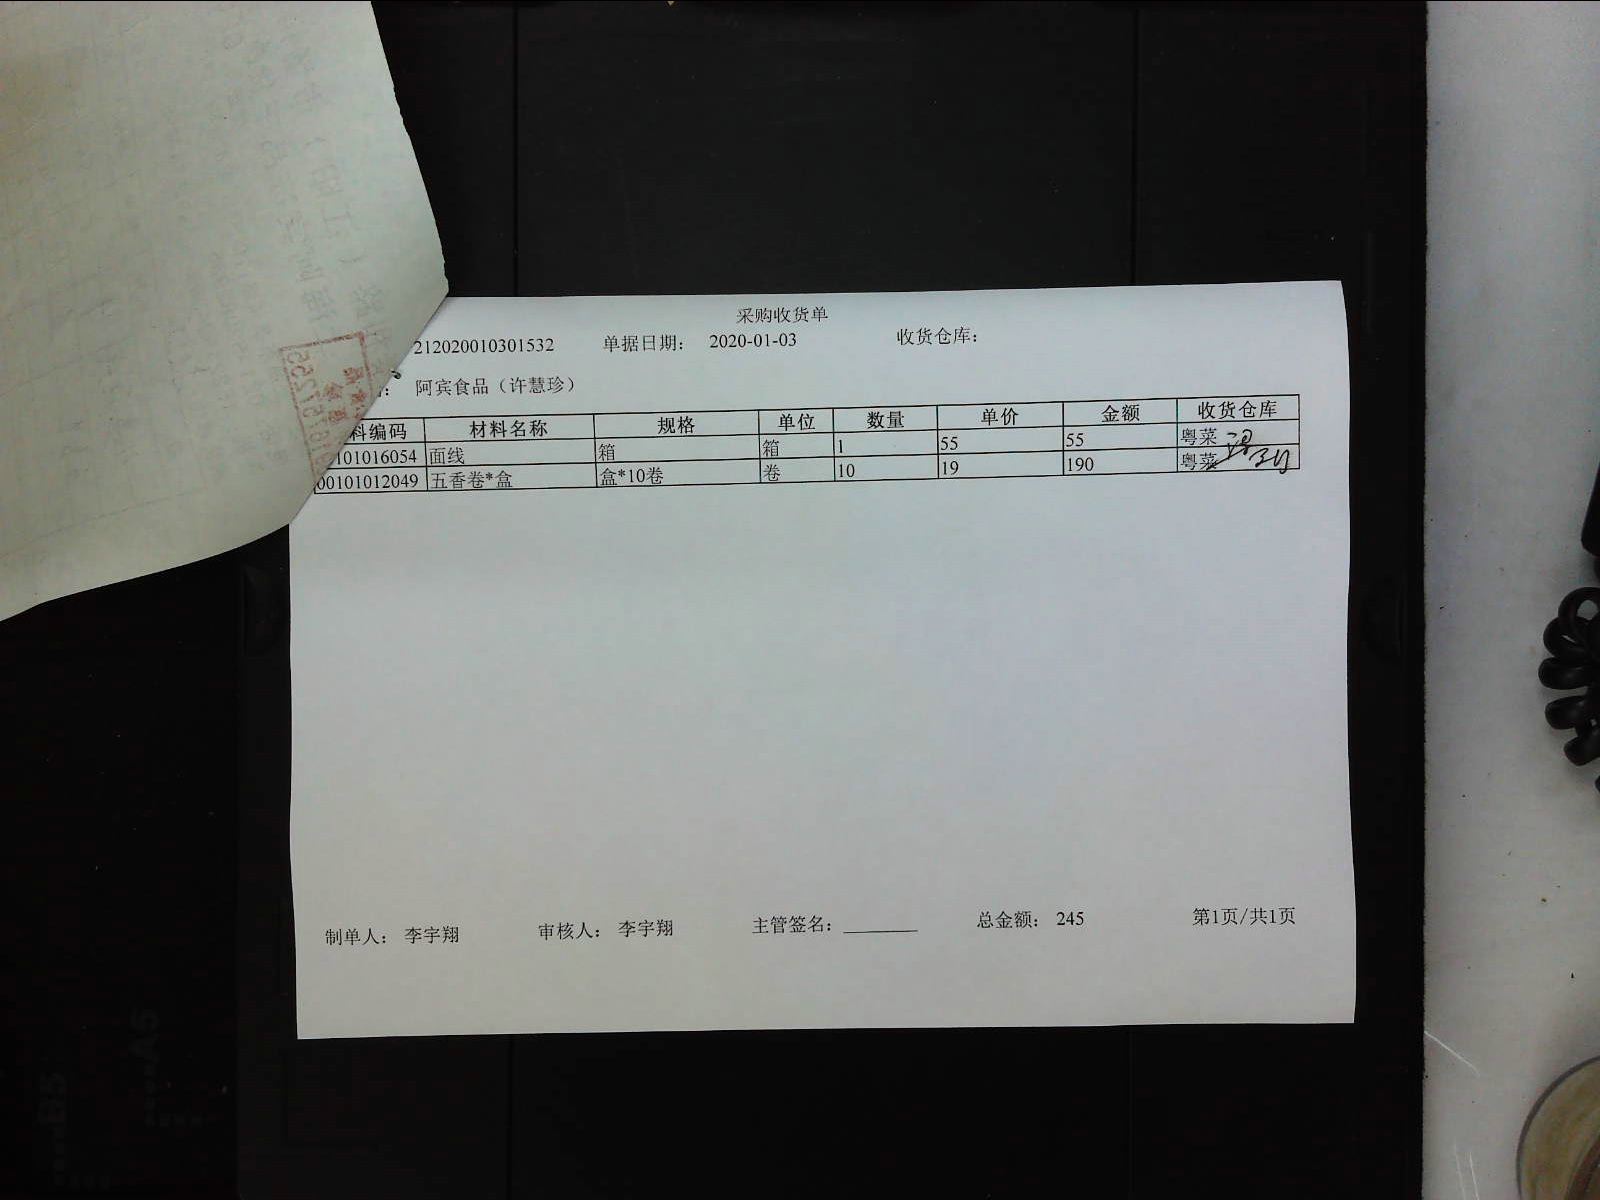 采购收货单
212020010301532 单据日期： 2020-01-03 收货仓库：
阿宾食品（许慧珍）
料编码 材料名称 规格 单位 数量 单价 金额 收货仓库
101016054 面线 箱 箱 1 55 55 粤菜
00101012049 五香卷*盒 盒*10卷 卷 10 19 190 粤菜
制单人： 李宇翔 审核人： 李宇翔 主管签名： 总金额： 245 第1页/共1页
A5
B5